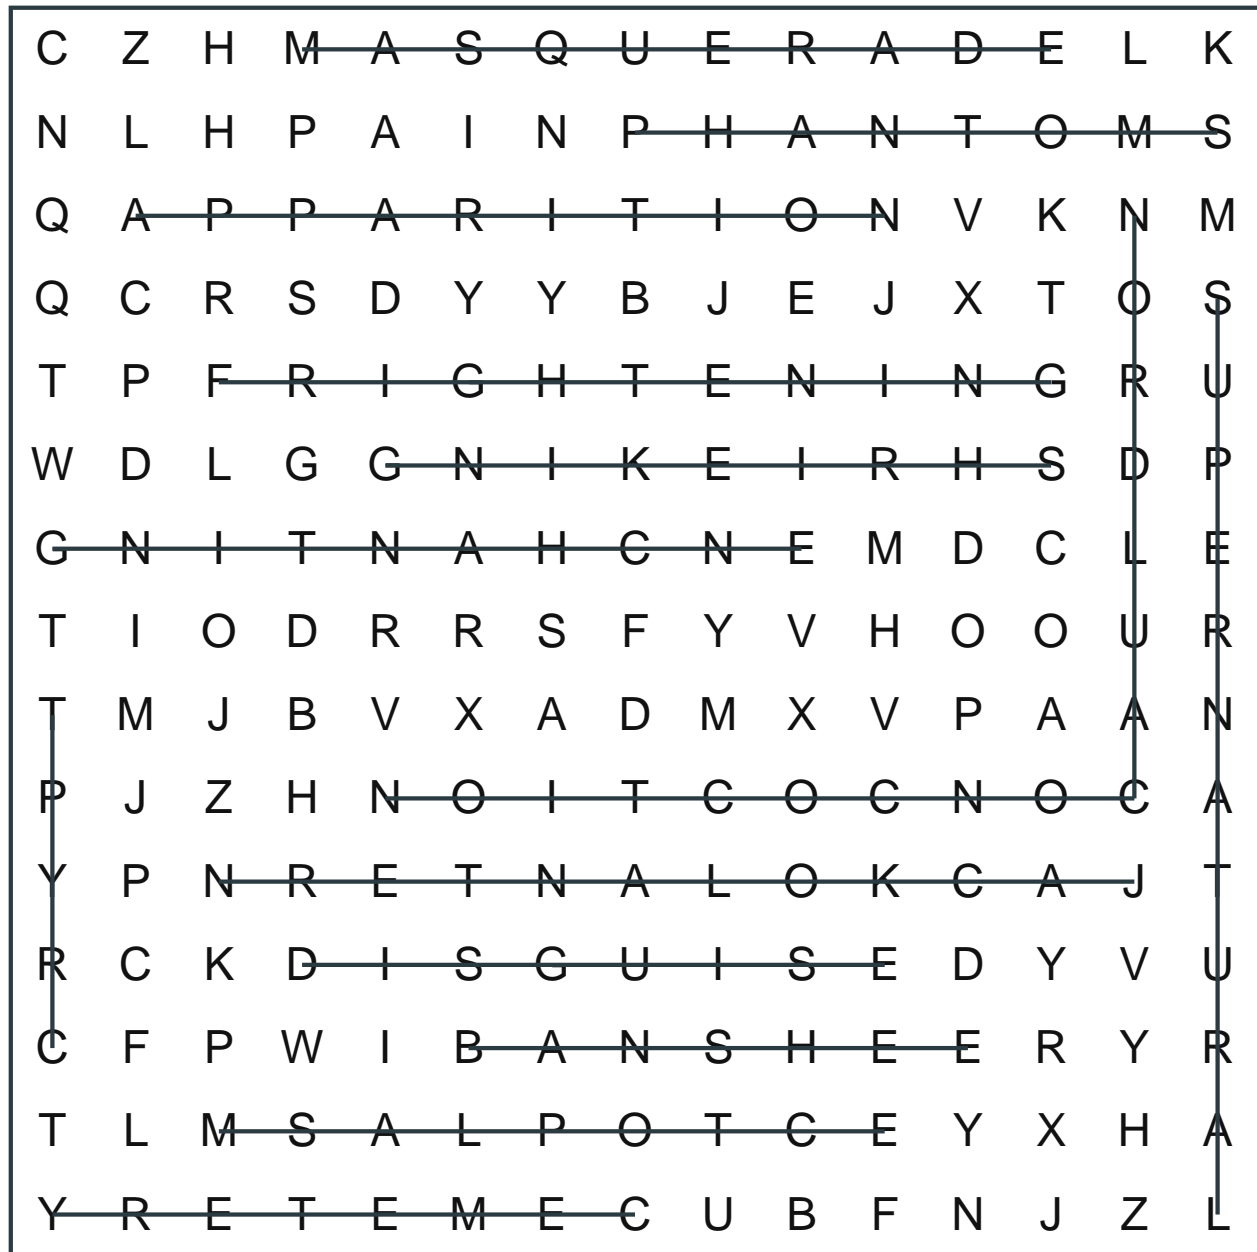 C Z H M A S Q U E R A D E L K
N L H P A I N P H A N T O M S
Q A P P A R I T I O N V K N M
Q C R S D Y Y B J E J X T O S
T P F R I G H T E N I N G R U
W D L G G N I K E I R H S D P
G N I T N A H C N E M D C L E
T I O D R R S F Y V H O O U R
T M J B V X A D M X V P A A N
P J Z H N O I T C O C N O C A
Y P N R E T N A L O K C A J T
R C K D I S G U I S E D Y V U
C F P W I B A N S H E E R Y R
T L M S A L P O T C E Y X H A
Y R E T E M E C U B F N J Z L